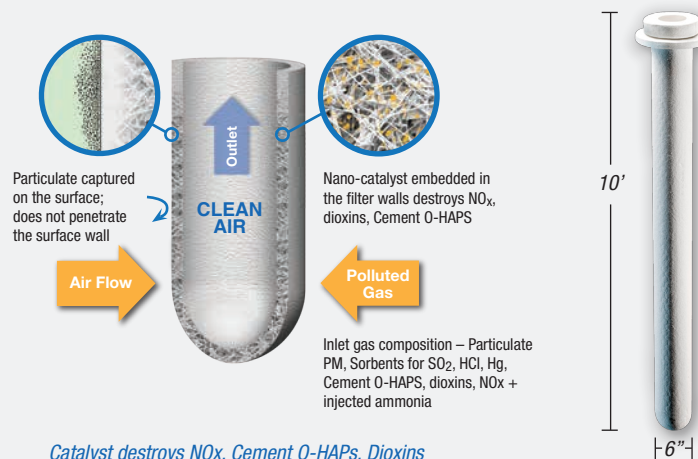 Particulate captured
on the surface;
does not penetrate
the surface wall
Outlet
CLEAN
AIR
Nano-catalyst embedded in
the filter walls destroys NOx,
dioxins, Cement O-HAPS
Air Flow
Polluted
Gas
Inlet gas composition – Particulate
PM, Sorbents for SO2, HCl, Hg,
Cement O-HAPS, dioxins, NOx +
injected ammonia
Catalyst destroys NOx, Cement O-HAPs, Dioxins
10’
6”